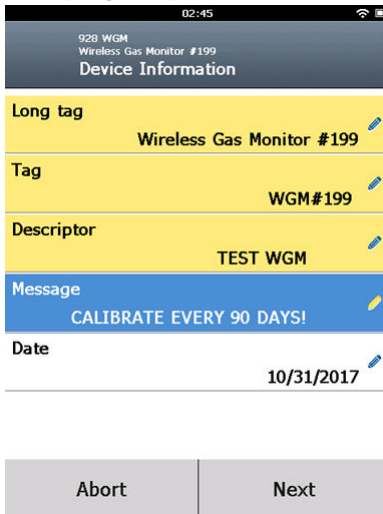 02:45
928 WGM
Wireless Gas Monitor #199
Device Information
Long tag
Wireless Gas Monitor #199
Tag
WGM#199
Descriptor
TEST WGM
Message
CALIBRATE EVERY 90 DAYS!
Date
10/31/2017
Abort
Next